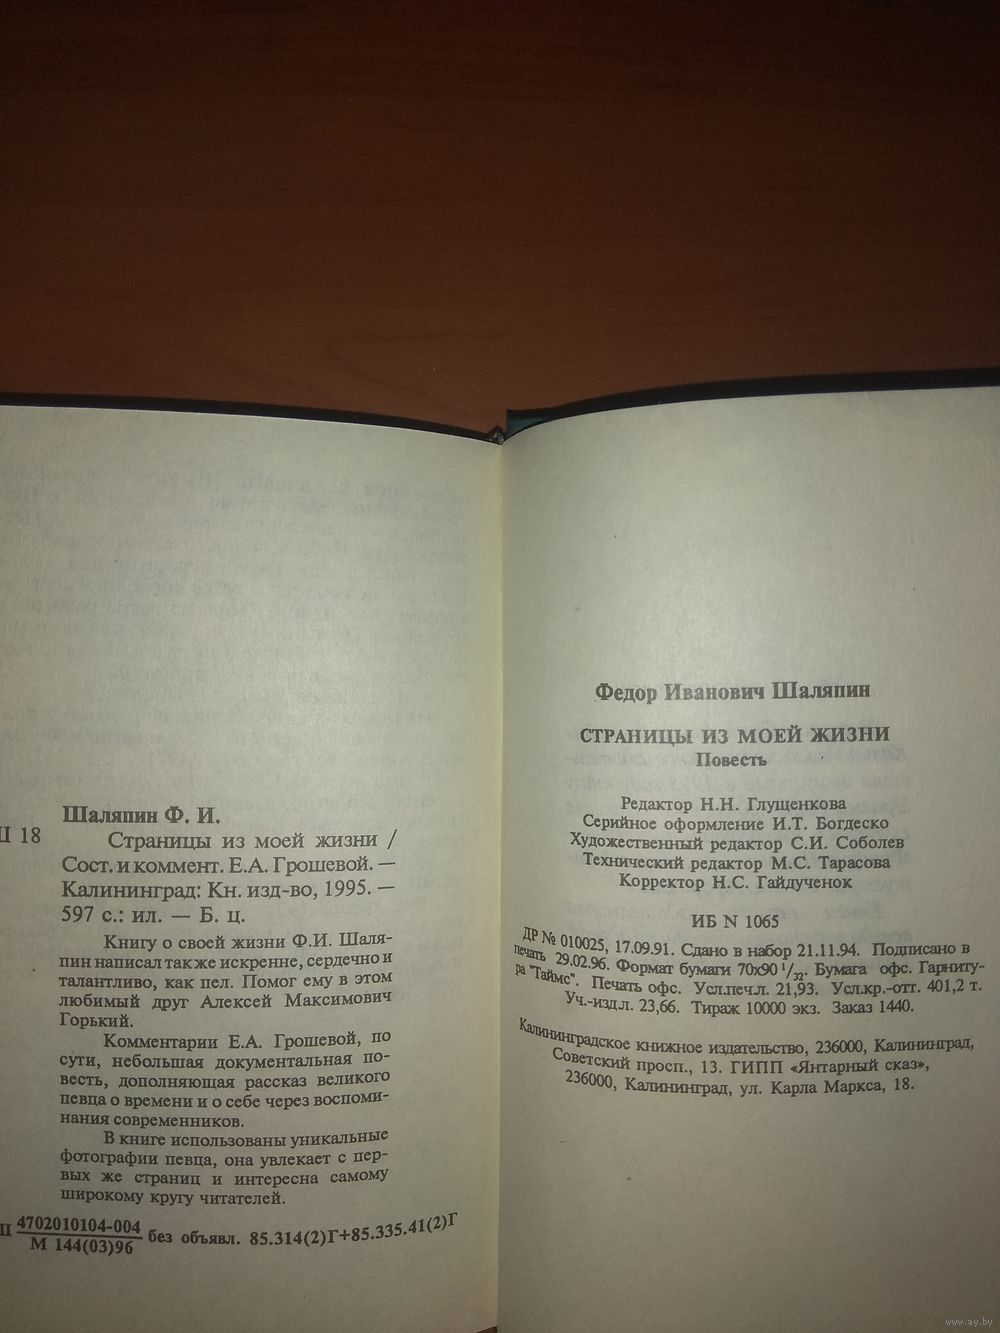 Шаляпин Ф. И.
Ш 18
Страницы из моей жизни /
Сост. и коммент. Е.А. Грошевой. —
Калининград: Кн. изд-во, 1995. —
597 с.: ил. — Б. ц.
Книгу о своей жизни Ф.И. Шаля-
пин написал так же искренне, сердечно и
талантливо, как пел. Помог ему в этом
любимый друг Алексей Максимович
Горький.
Комментарии Е.А. Грошевой, по
сути, небольшая документальная по-
весть, дополняющая рассказ великого
певца о времени и о себе через воспоми-
нания современников.
В книге использованы уникальные
фотографии певца, она увлекает с пер-
вых же страниц и интересна самому
широкому кругу читателей.
4702010104-004
М 144(03)96
без объявл. 85.314(2)Г+85.335.41(2)Г
Федор Иванович Шаляпин
СТРАНИЦЫ ИЗ МОЕЙ ЖИЗНИ
Повесть
Редактор Н.Н. Глущенкова
Серийное оформление И.Т. Богдеско
Художественный редактор С.И. Соболев
Технический редактор М.С. Тарасова
Корректор Н.С. Гайдученок
ИБ N 1065
ДР № 010025, 17.09.91. Сдано в набор 21.11.94. Подписано в
печать 29.02.96. Формат бумаги 70х90 1/32. Бумага офс. Гарниту-
ра "Таймс". Печать офс. Усл.печ.л. 21,93. Усл.кр.-отт. 401,2 т.
Уч.-изд.л. 23,66. Тираж 10000 экз. Заказ 1440.
Калининградское книжное издательство, 236000, Калининград,
Советский просп., 13. ГИПП «Янтарный сказ»,
236000, Калининград, ул. Карла Маркса, 18.
www.ay.by